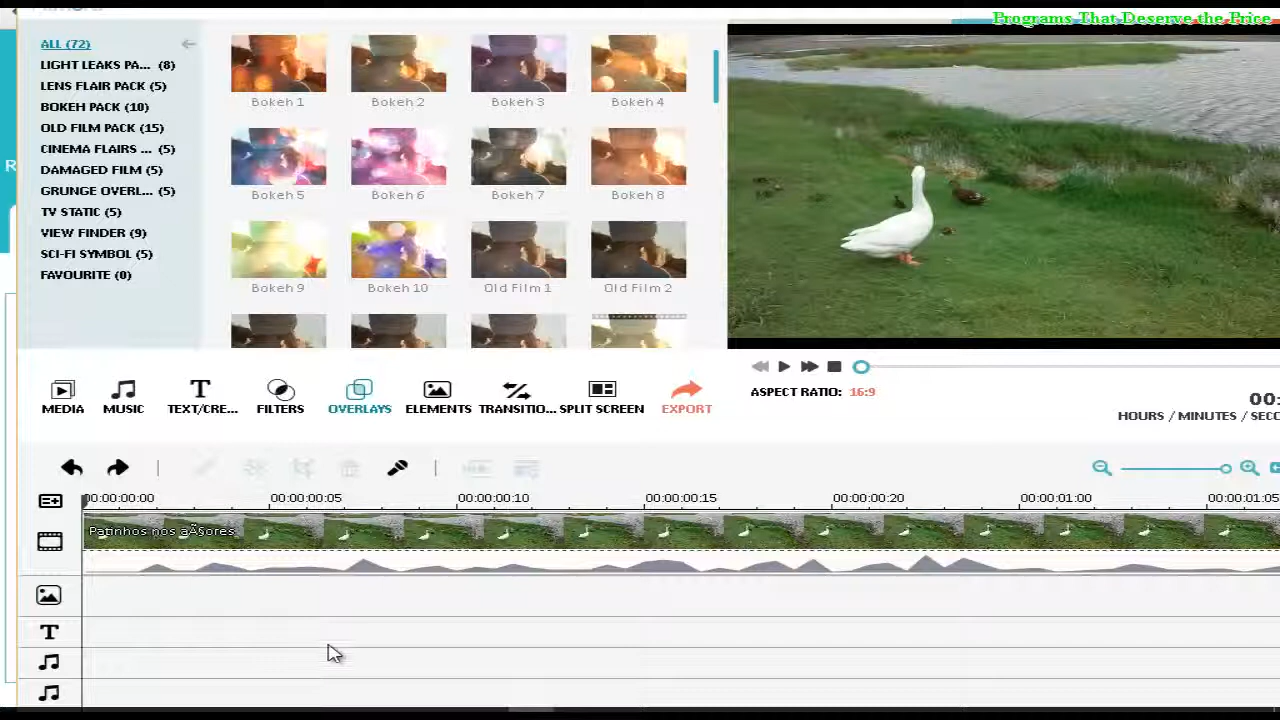 Programs That Deserve the Price
ALL (72)
LIGHT LEAKS PA... (8)
LENS FLAIR PACK (5)
BOKEH PACK (10)
OLD FILM PACK (15)
CINEMA FLAIRS ... (5)
DAMAGED FILM (5)
GRUNGE OVERL... (5)
TV STATIC (5)
VIEW FINDER (9)
SCI-FI SYMBOL (5)
FAVOURITE (0)
Bokeh 1
Bokeh 2
Bokeh 3
Bokeh 4
Bokeh 5
Bokeh 6
Bokeh 7
Bokeh 8
Bokeh 9
Bokeh 10
Old Film 1
Old Film 2
MEDIA
MUSIC
TEXT/CRE...
FILTERS
OVERLAYS
ELEMENTS
TRANSITIO...
SPLIT SCREEN
EXPORT
ASPECT RATIO: 16:9
00:
HOURS / MINUTES / SECO
00:00:00:00
00:00:00:05
00:00:00:10
00:00:00:15
00:00:00:20
00:00:01:00
00:00:01:05
Patinhos nos aÃ§ores